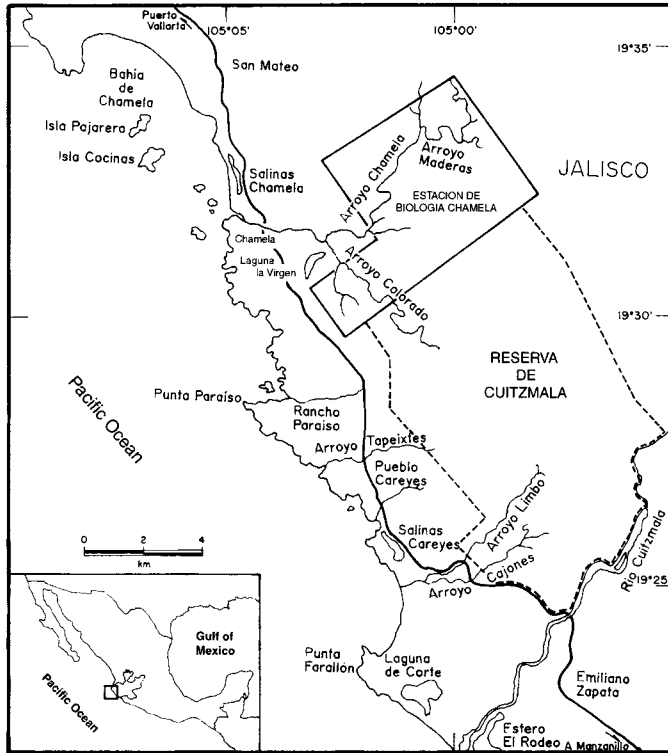 105°05'
105°00'
Puerto
Vallarta
19°35'
San Mateo
Bahia
de
Chamela
Isla Pajarera
Isla Cocinas
Arroyo Chamela
Arroyo
Maderas
JALISCO
Salinas
Chamela
ESTACION DE
BIOLOGIA CHAMELA
Chamela
Laguna
la Virgen
Arroyo Colorado
19°30'
RESERVA
DE
CUITZMALA
Pacific Ocean
Punta Paraíso
Rancho
Paraiso
Arroyo Tapeixtes
Pueblo
Careyes
Arroyo Limbo
Salinas
Careyes
Río Cuitzmala
0 2 4
km
19°25'
Arroyo Cajones
Gulf of
Mexico
Pacific Ocean
Punta
Farallón
Laguna
de Corte
Emiliano
Zapata
Estero
El Rodeo
A Manzanillo